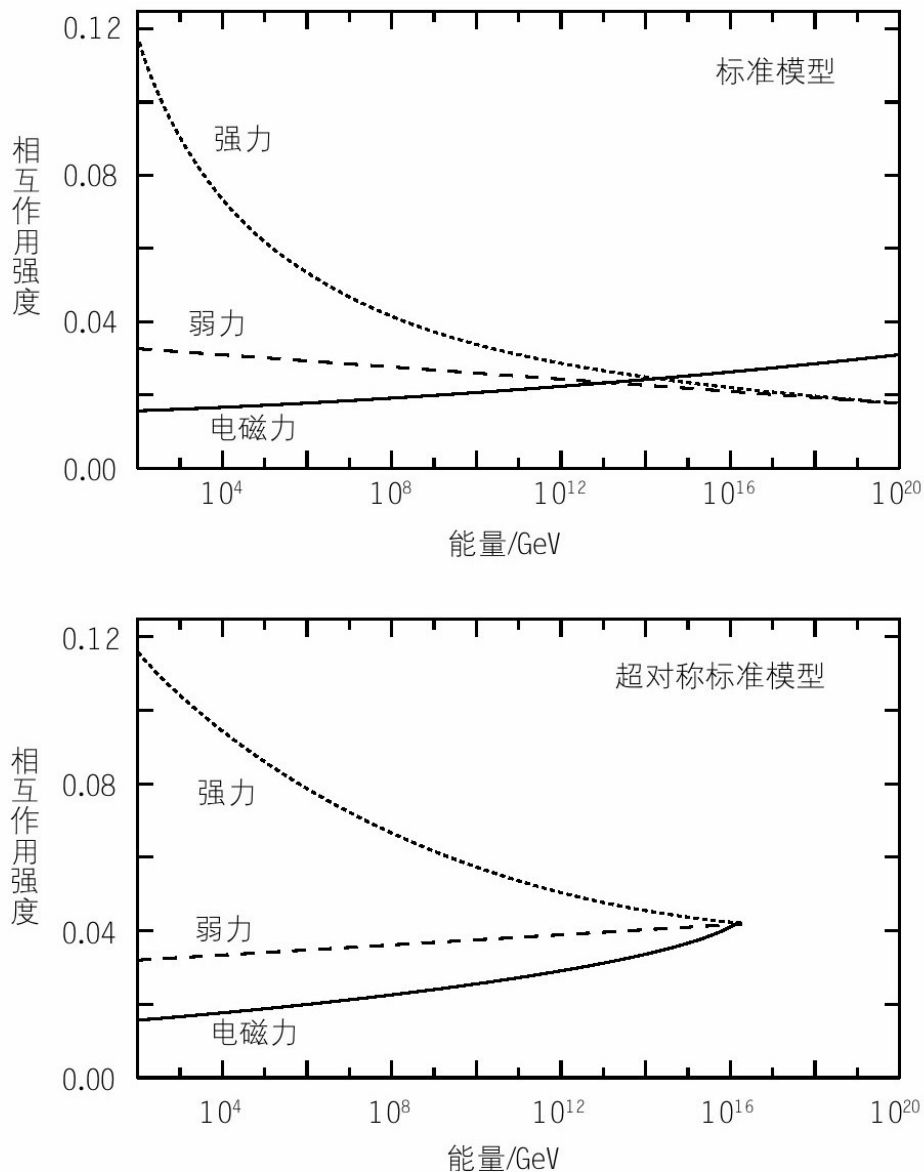 0.12
标准模型
强力
相互作用强度
0.08
弱力
0.04
电磁力
0.00
10⁴
10⁸
10¹²
10¹⁶
10²⁰
能量/GeV
0.12
超对称标准模型
相互作用强度
0.08
强力
弱力
0.04
电磁力
0.00
10⁴
10⁸
10¹²
10¹⁶
10²⁰
能量/GeV